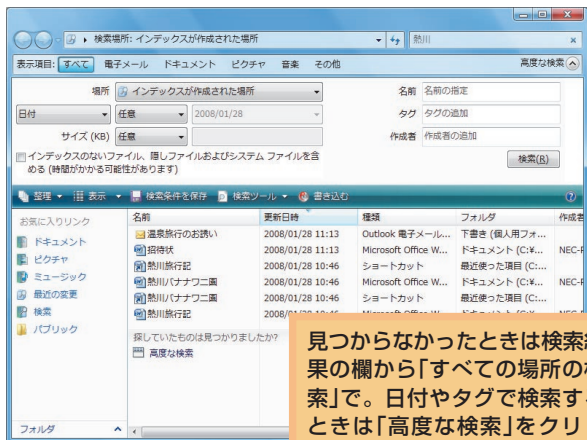 検索場所: インデックスが作成された場所
熱川
表示項目: すべて 電子メール ドキュメント ピクチャ 音楽 その他 高度な検索
場所 インデックスが作成された場所 名前 名前の指定
日付 任意 2008/01/28 タグ タグの追加
サイズ (KB) 任意 作成者 作成者の追加
インデックスのないファイル、隠しファイルおよびシステム ファイルを含
める (時間がかかる可能性があります) 検索(R)
整理 表示 検索条件を保存 検索ツール 書き込む
お気に入りリンク
ドキュメント
ピクチャ
ミュージック
最近の変更
検索
パブリック
フォルダ
名前 更新日時 種類 フォルダ 作成者
温泉旅行のお誘い 2008/01/28 11:13 Outlook 電子メール... 下書き (個人用フォ...
招待状 2008/01/28 11:13 Microsoft Office W... ドキュメント (C:¥... NEC-P
熱川旅行記 2008/01/28 10:46 ショートカット 最近使った項目 (C:...
熱川バナナワニ園 2008/01/28 10:46 Microsoft Office W... ドキュメント (C:¥... NEC-P
熱川バナナワニ園 2008/01/28 10:46 ショートカット 最近使った項目 (C:...
熱川旅行記
探していたものは見つかりましたか?
高度な検索
見つからなかったときは検索
果の欄から「すべての場所の
索」で。日付やタグで検索す
ときは「高度な検索」をクリ